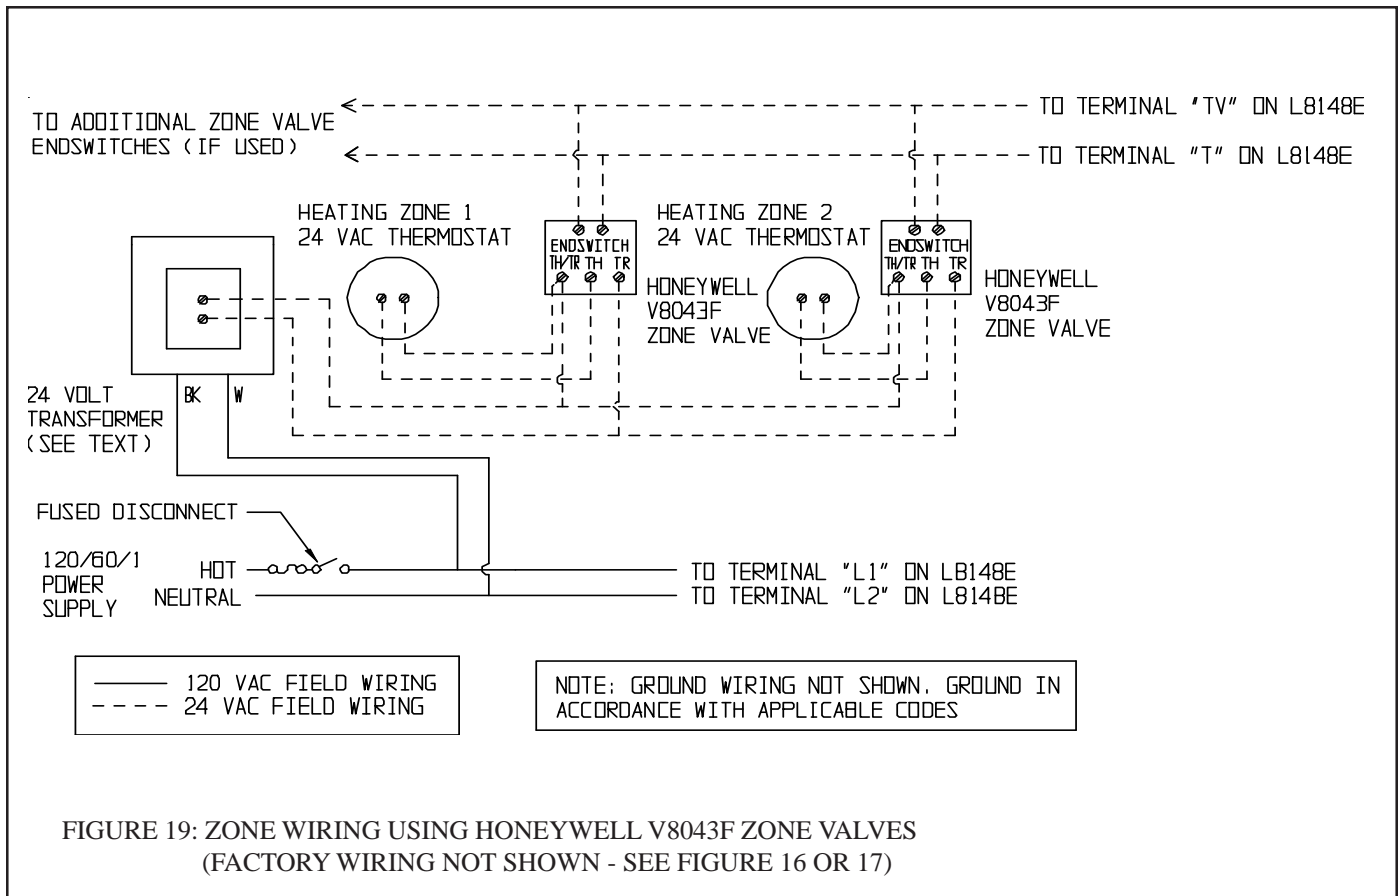 TO ADDITIONAL ZONE VALVE
ENDSWITCHES (IF USED)
TO TERMINAL "TV" ON L8148E
TO TERMINAL "T" ON L8148E
HEATING ZONE 1
24 VAC THERMOSTAT
ENDSWITCH
TH/TR TH TR
HONEYWELL
V8043F
ZONE VALVE
HEATING ZONE 2
24 VAC THERMOSTAT
ENDSWITCH
TH/TR TH TR
HONEYWELL
V8043F
ZONE VALVE
24 VOLT
TRANSFORMER
(SEE TEXT)
BK W
FUSED DISCONNECT
120/60/1
POWER
SUPPLY
HOT
NEUTRAL
TO TERMINAL "L1" ON L8148E
TO TERMINAL "L2" ON L8148E
120 VAC FIELD WIRING
24 VAC FIELD WIRING
NOTE: GROUND WIRING NOT SHOWN. GROUND IN
ACCORDANCE WITH APPLICABLE CODES
FIGURE 19: ZONE WIRING USING HONEYWELL V8043F ZONE VALVES
(FACTORY WIRING NOT SHOWN - SEE FIGURE 16 OR 17)